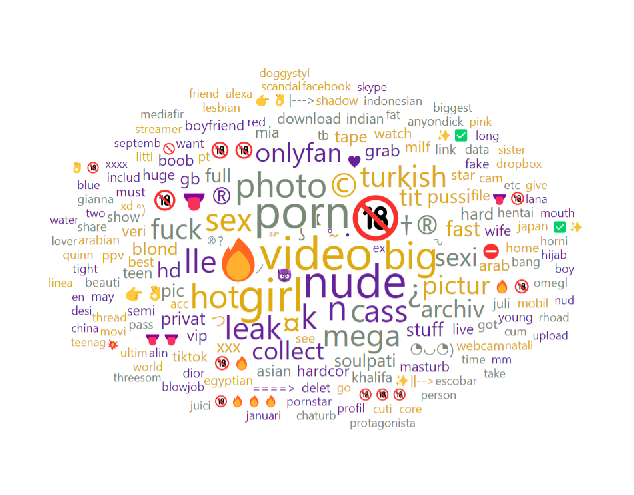 doggystyl
scandal facebook skype
friend alexa 👉 👌 |---> shadow indonesian
lesbian biggest
mediafir boyfriend red download indian fat anyondick pink
streamer mia tb tape watch ✨ ✅ long
septemb 🚫 want 🔞 🔞 onlyfan ♥ grab milf link data sister
👌 🔞 xxxx littl boob pt fake dropbox
includ huge gb full photo © turkish star cam
blue must 🔞 👅 ® tit pussi file 👅 🔞 lana etc give
gianna porn 🔞 hard hentai mouth
water two xd ^) sex † ® fast wife japan ✅ ✨
share show veri fuck horni
lover arabian blond ®? video big sexi ⛔ home hijab
quinn ppv best lle 🔥 ex arab bang boy
tight teen hd 😈 nude omegl
linea beauti 👉 👌 pic hot girl ¿ pictur 🔥 🔞
en may acc n cass archiv juli mobil nud
desi semi privat つ leak ¤ k young rhoad
thread pass stuff live got cum upload
china movi 👅 👅 vip see mega
teenag 💥 xxx collect ◔◡◔) webcam natali
ultim alin tiktok soulpati time mm
world 🔞 🔥 asian hardcor masturb take
threesom dior khalifa ✨ ||--> escobar
blowjob egyptian ====> delet go person
juici 🔞 🔥 🔥 🔥 pornstar 🔞 🔞 🔞
januari chaturb profil cuti core
protagonista